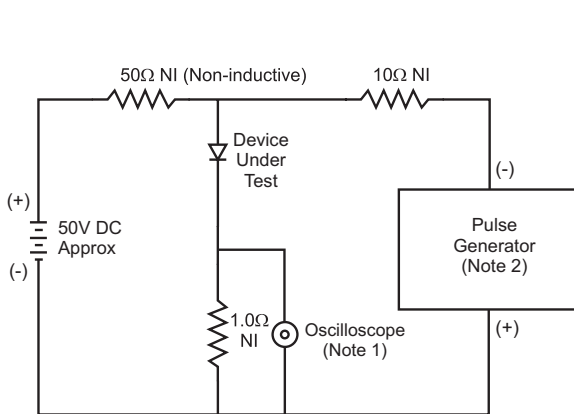 50Ω NI (Non-inductive)
10Ω NI
Device
Under
Test
(-)
(+)
50V DC
Approx
(-)
Pulse
Generator
(Note 2)
1.0Ω
NI
Oscilloscope
(Note 1)
(+)